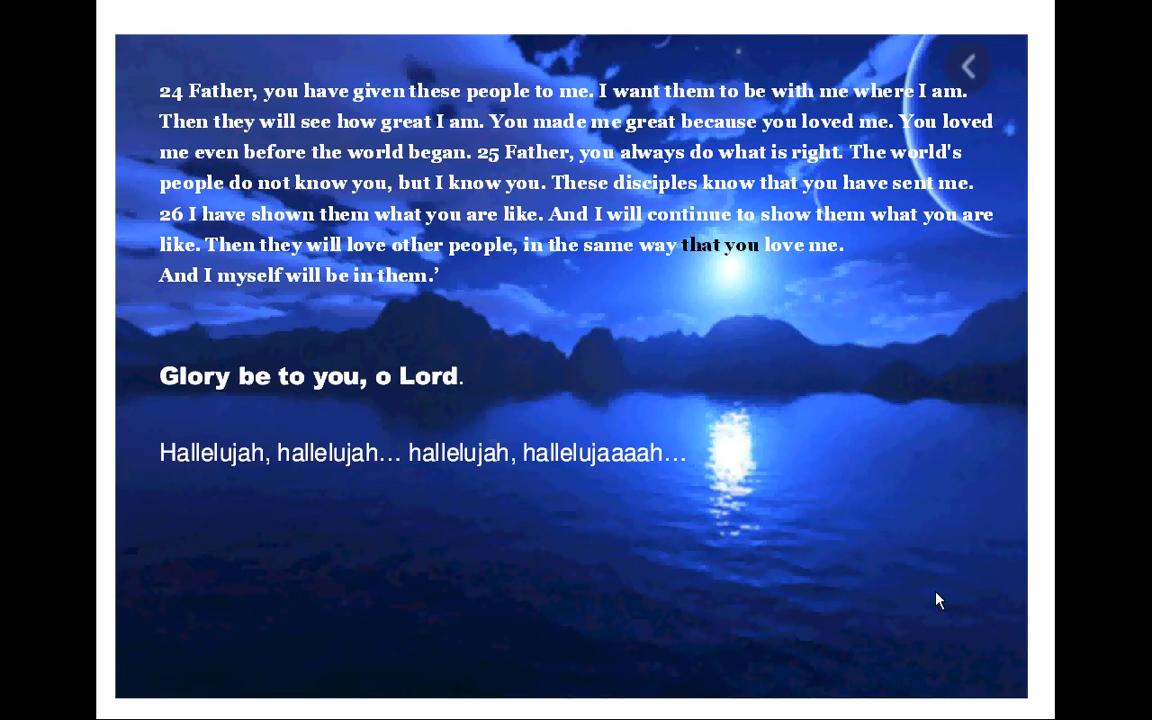 24 Father, you have given these people to me. I want them to be with me where I am.
Then they will see how great I am. You made me great because you loved me. You loved
me even before the world began. 25 Father, you always do what is right. The world's
people do not know you, but I know you. These disciples know that you have sent me.
26 I have shown them what you are like. And I will continue to show them what you are
like. Then they will love other people, in the same way that you love me.
And I myself will be in them.’
Glory be to you, o Lord.
Hallelujah, hallelujah… hallelujah, hallelujaaaah…